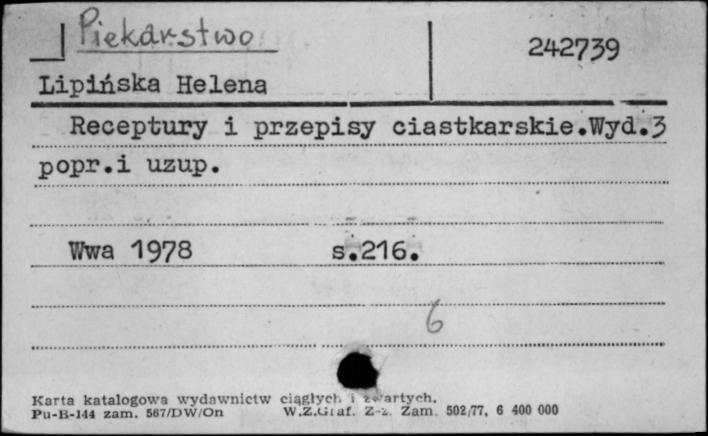 Piekarstwo
242739
Lipińska Helena
Receptury i przepisy ciastkarskie.Wyd.3
popr.i uzup.
Wwa 1978 s.216.
6
Karta katalogowa wydawnictw ciągłych i zwartych.
Pu-B-144 zam. 567/DW/On W.Z.Graf. Z-2. Zam. 502/77, 6 400 000